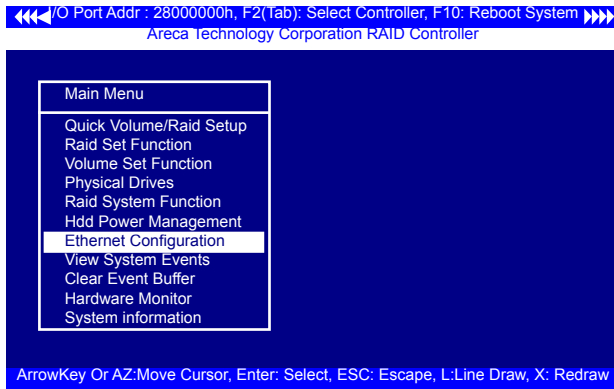 /O Port Addr : 28000000h, F2(Tab): Select Controller, F10: Reboot System
Areca Technology Corporation RAID Controller
Main Menu
Quick Volume/Raid Setup
Raid Set Function
Volume Set Function
Physical Drives
Raid System Function
Hdd Power Management
Ethernet Configuration
View System Events
Clear Event Buffer
Hardware Monitor
System information
ArrowKey Or AZ:Move Cursor, Enter: Select, ESC: Escape, L:Line Draw, X: Redraw